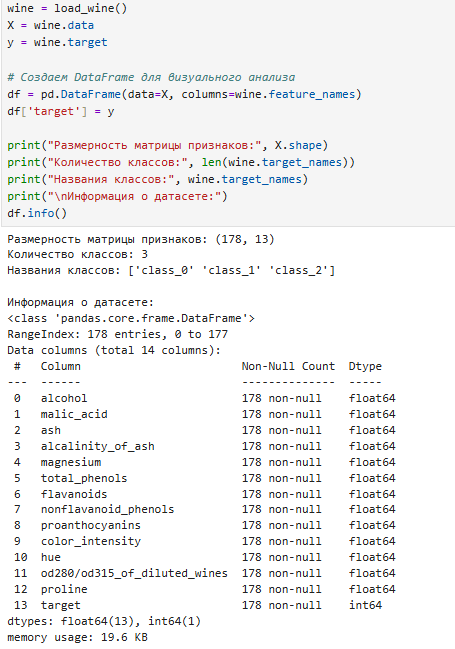 wine = load_wine()
X = wine.data
y = wine.target

# Создаем DataFrame для визуального анализа
df = pd.DataFrame(data=X, columns=wine.feature_names)
df['target'] = y

print("Размерность матрицы признаков:", X.shape)
print("Количество классов:", len(wine.target_names))
print("Названия классов:", wine.target_names)
print("\nИнформация о датасете:")
df.info()

Размерность матрицы признаков: (178, 13)
Количество классов: 3
Названия классов: ['class_0' 'class_1' 'class_2']

Информация о датасете:
<class 'pandas.core.frame.DataFrame'>
RangeIndex: 178 entries, 0 to 177
Data columns (total 14 columns):
 #   Column                        Non-Null Count  Dtype
---  ------                        --------------  -----
 0   alcohol                       178 non-null    float64
 1   malic_acid                    178 non-null    float64
 2   ash                           178 non-null    float64
 3   alcalinity_of_ash             178 non-null    float64
 4   magnesium                     178 non-null    float64
 5   total_phenols                 178 non-null    float64
 6   flavanoids                    178 non-null    float64
 7   nonflavanoid_phenols          178 non-null    float64
 8   proanthocyanins               178 non-null    float64
 9   color_intensity               178 non-null    float64
 10  hue                           178 non-null    float64
 11  od280/od315_of_diluted_wines  178 non-null    float64
 12  proline                       178 non-null    float64
 13  target                        178 non-null    int64
dtypes: float64(13), int64(1)
memory usage: 19.6 KB